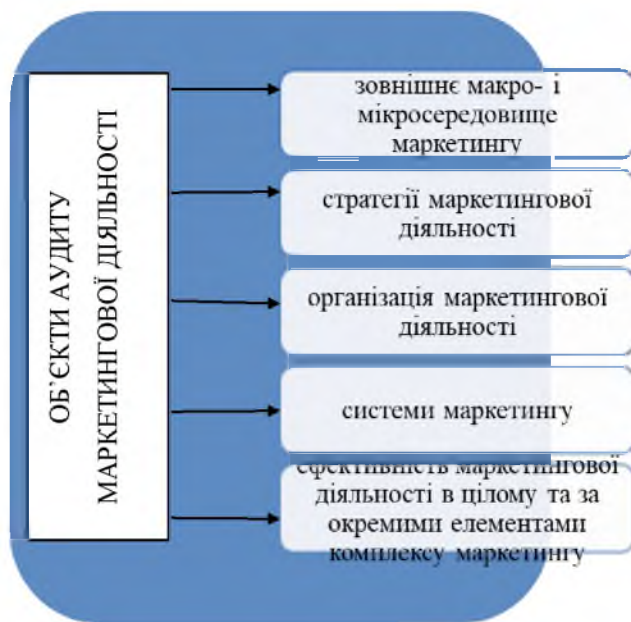 ОБ`ЄКТИ АУДИТУ
МАРКЕТИНГОВОЇ ДІЯЛЬНОСТІ
зовнішнє макро- і
мікросередовище
маркетингу
стратегії маркетингової
діяльності
організація маркетингової
діяльності
системи маркетингу
ефективність маркетингової
діяльності в цілому та за
окремими елементами
комплексу маркетингу